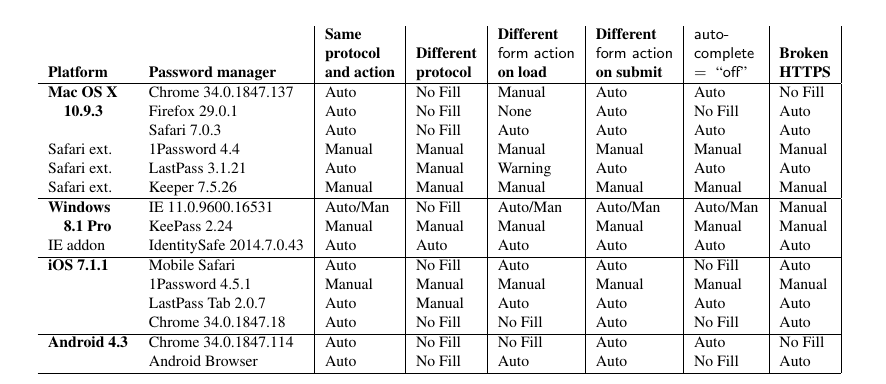 Same Different Different auto-
protocol Different form action form action complete Broken
Platform Password manager and action protocol on load on submit = “off” HTTPS
Mac OS X Chrome 34.0.1847.137 Auto No Fill Manual Auto Auto No Fill
10.9.3 Firefox 29.0.1 Auto No Fill None Auto No Fill Auto
Safari 7.0.3 Auto No Fill Auto Auto Auto Auto
Safari ext. 1Password 4.4 Manual Manual Manual Manual Manual Manual
Safari ext. LastPass 3.1.21 Auto Manual Warning Auto Auto Auto
Safari ext. Keeper 7.5.26 Manual Manual Manual Manual Manual Manual
Windows IE 11.0.9600.16531 Auto/Man No Fill Auto/Man Auto/Man Auto/Man Manual
8.1 Pro KeePass 2.24 Manual Manual Manual Manual Manual Manual
IE addon IdentitySafe 2014.7.0.43 Auto Auto Auto Auto Auto Auto
iOS 7.1.1 Mobile Safari Auto No Fill Auto Auto No Fill Auto
1Password 4.5.1 Manual Manual Manual Manual Manual Manual
LastPass Tab 2.0.7 Auto Manual Auto Auto Auto Auto
Chrome 34.0.1847.18 Auto No Fill No Fill Auto No Fill Auto
Android 4.3 Chrome 34.0.1847.114 Auto No Fill No Fill Auto Auto No Fill
Android Browser Auto No Fill Auto Auto No Fill Auto